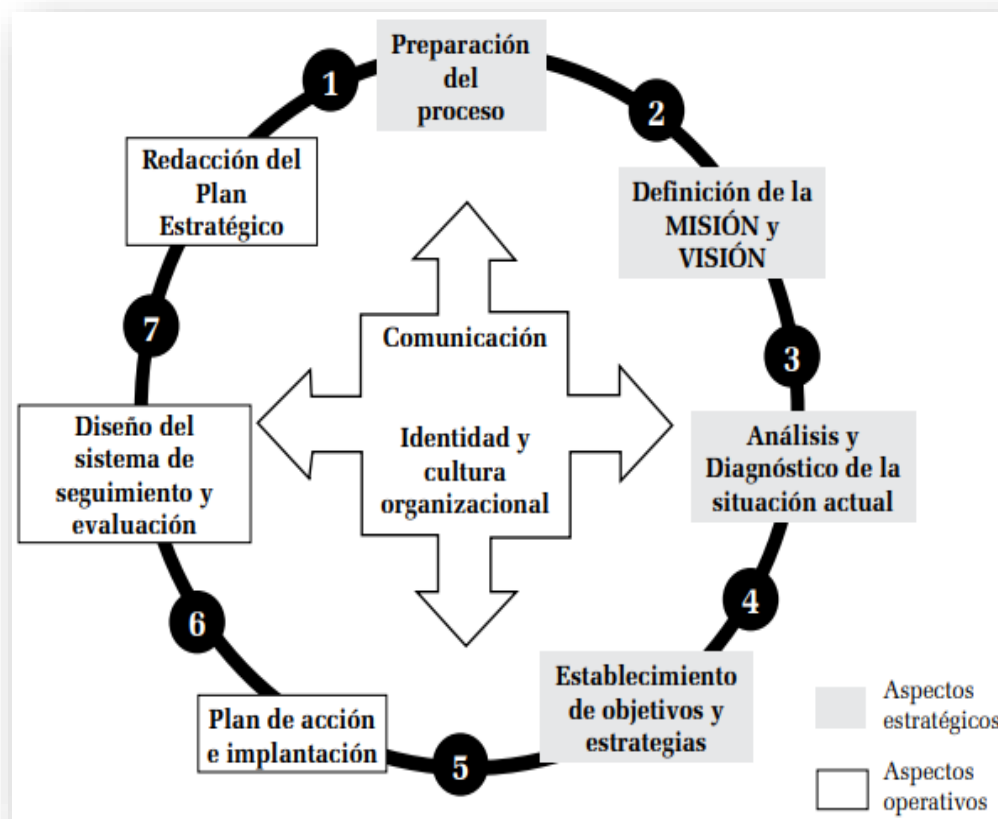 1
Preparación
del
proceso
2
Definición de la
MISIÓN y
VISIÓN
3
Análisis y
Diagnóstico de la
situación actual
4
Establecimiento
de objetivos y
estrategias
5
Plan de acción
e implantación
6
Diseño del
sistema de
seguimiento y
evaluación
7
Redacción del
Plan
Estratégico
Comunicación
Identidad y
cultura
organizacional
Aspectos
estratégicos
Aspectos
operativos